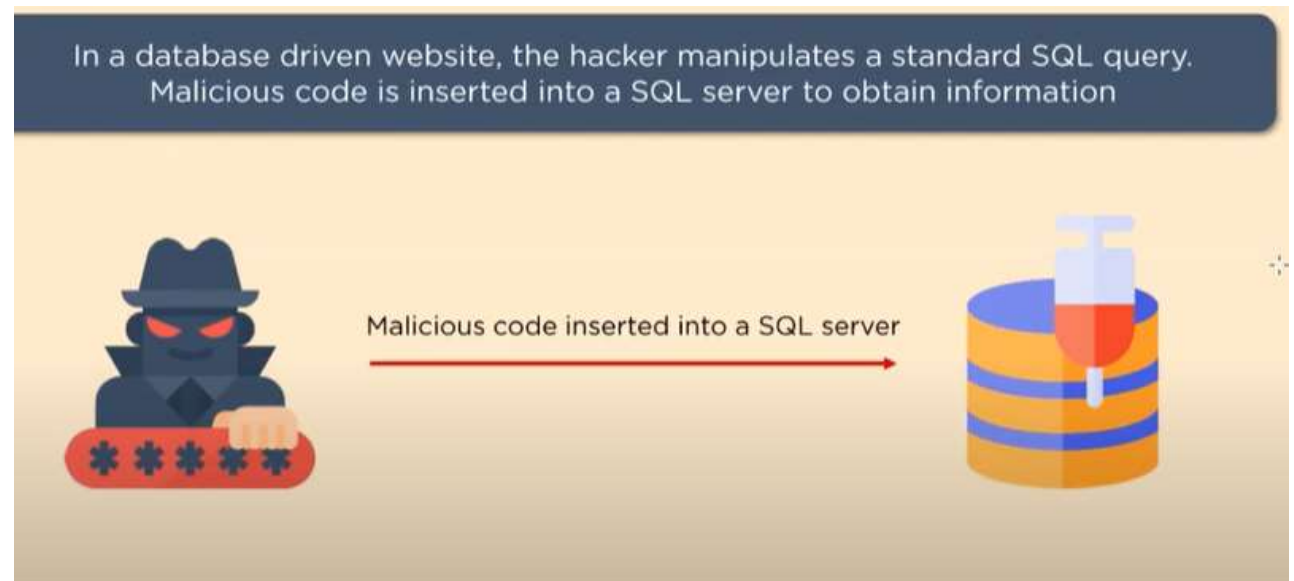 In a database driven website, the hacker manipulates a standard SQL query.
Malicious code is inserted into a SQL server to obtain information
Malicious code inserted into a SQL server
*****